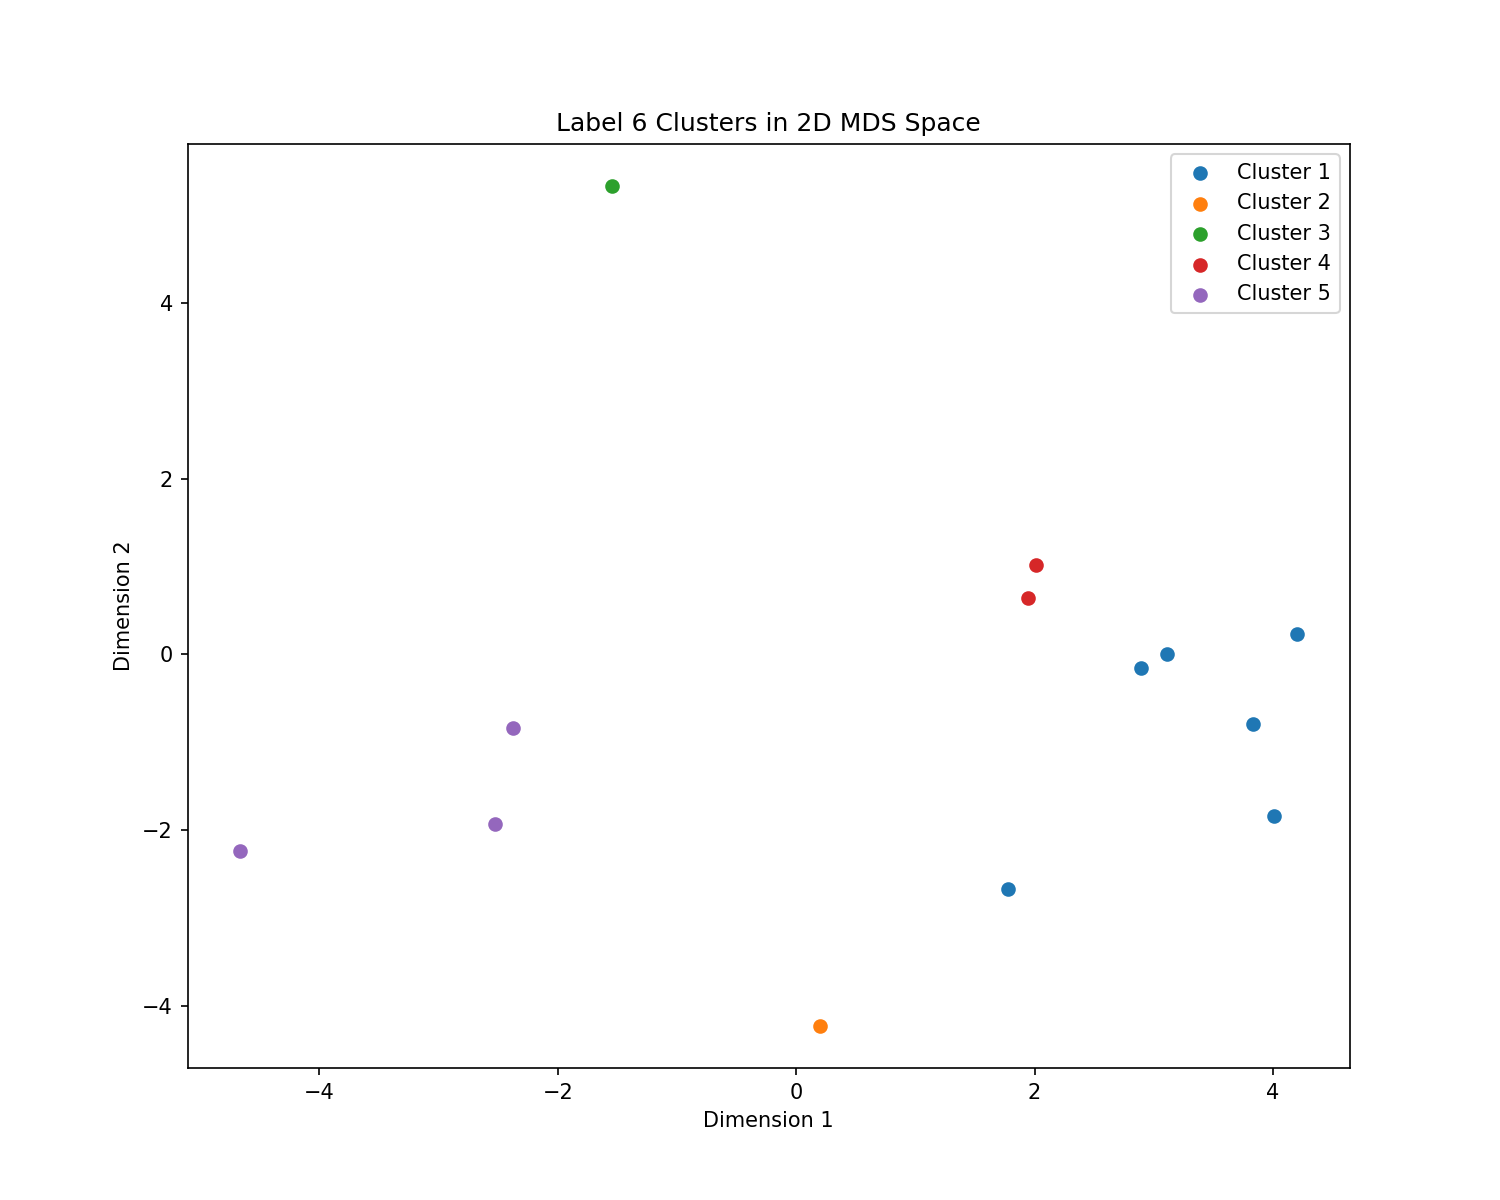 Label 6 Clusters in 2D MDS Space
Cluster 1
Cluster 2
Cluster 3
Cluster 4
Cluster 5
4
2
0
−2
−4
Dimension 2
−4
−2
0
2
4
Dimension 1